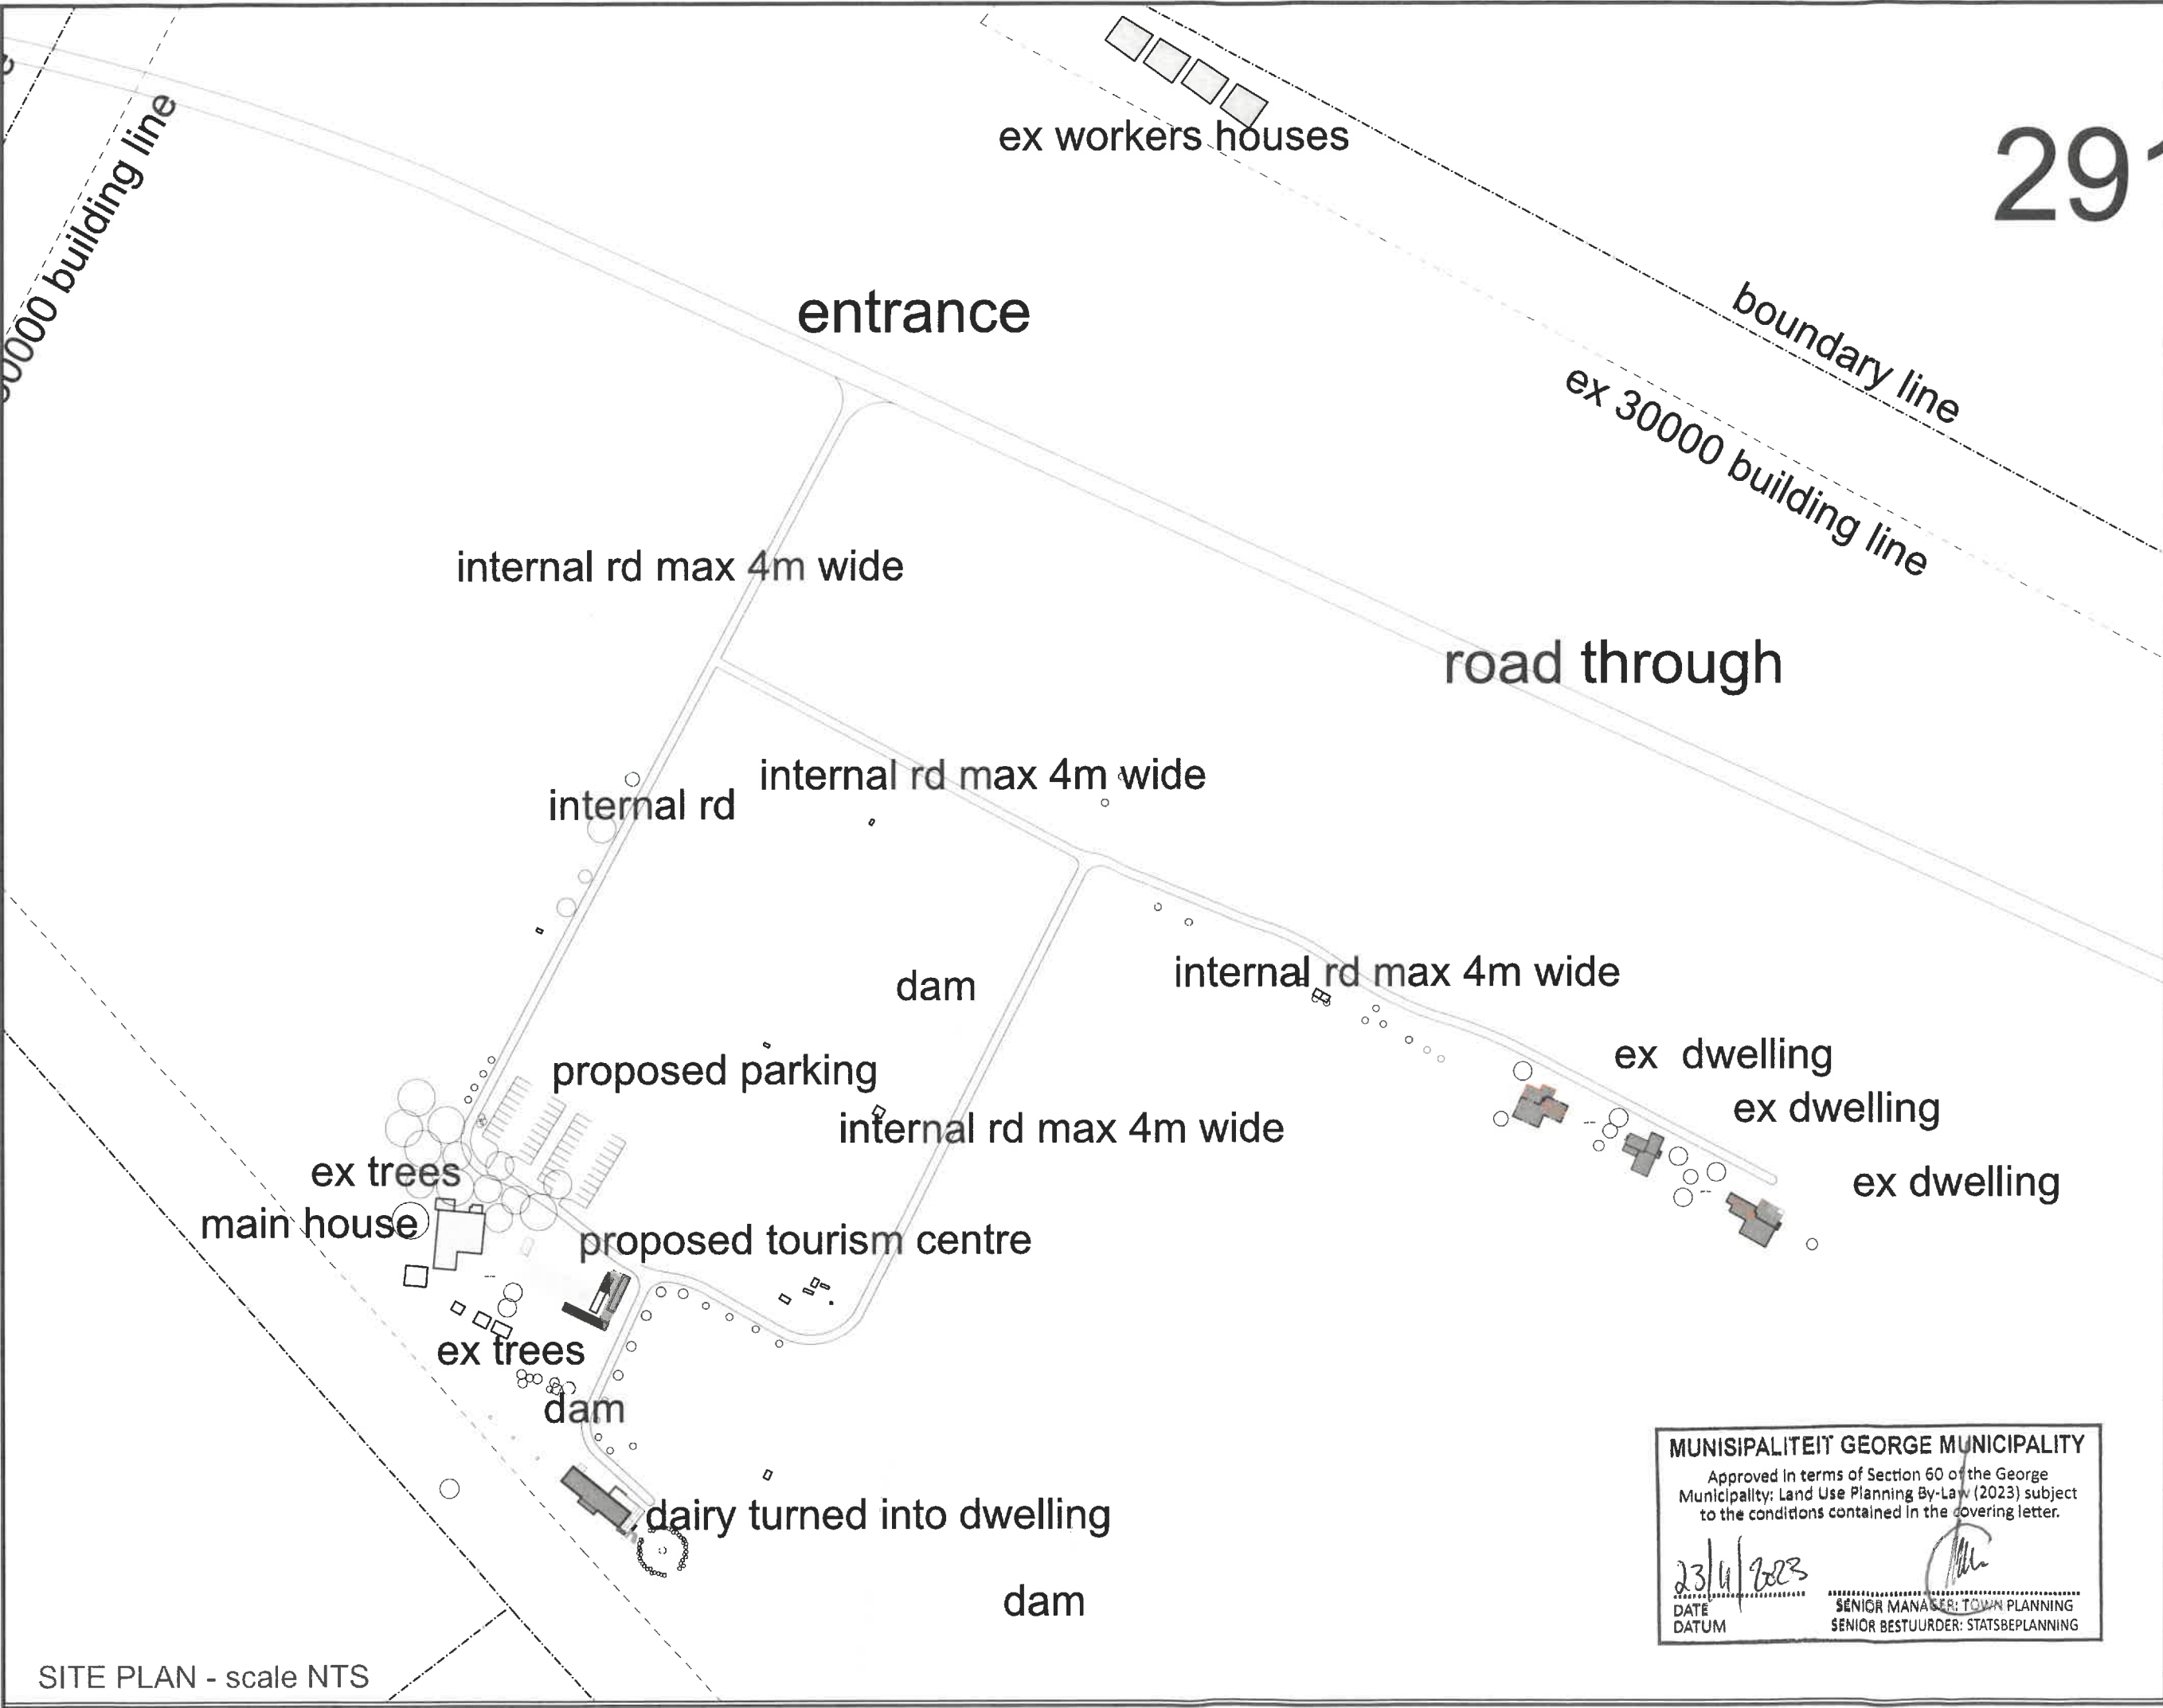 building line
ex workers houses
291
entrance
boundary line
ex 30000 building line
internal rd max 4m wide
road through
internal rd max 4m wide
internal rd
internal rd max 4m wide
dam
ex dwelling
proposed parking
ex dwelling
internal rd max 4m wide
ex trees
ex dwelling
main house
proposed tourism centre
ex trees
dam
dairy turned into dwelling
dam
MUNISIPALITEIT GEORGE MUNICIPALITY
Approved in terms of Section 60 of the George
Municipality: Land Use Planning By-Law (2023) subject
to the conditions contained in the covering letter.
DATE
DATUM
SENIOR MANAGER: TOWN PLANNING
SENIOR BESTUURDER: STATSBEPLANNING
SITE PLAN - scale NTS